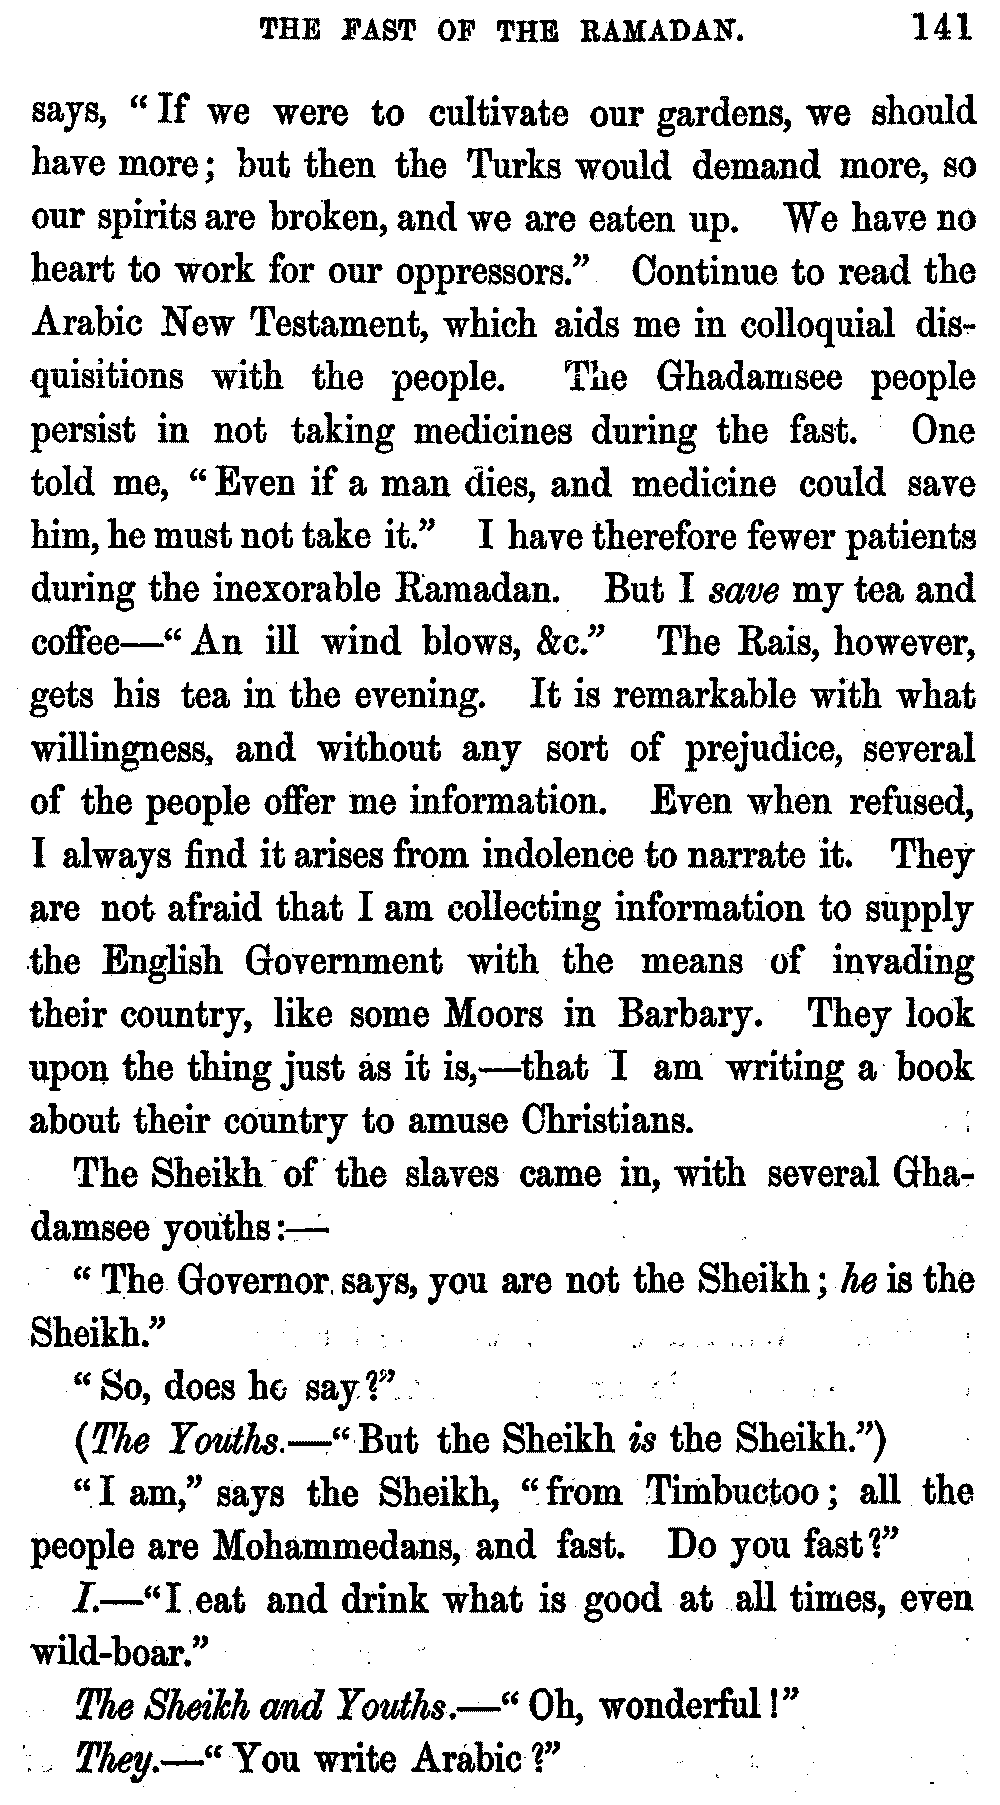 THE FAST OF THE RAMADAN. 141
says, "If we were to cultivate our gardens, we should
have more; but then the Turks would demand more, so
our spirits are broken, and we are eaten up. We have no
heart to work for our oppressors." Continue to read the
Arabic New Testament, which aids me in colloquial dis-
quisitions with the people. The Ghadamsee people
persist in not taking medicines during the fast. One
told me, "Even if a man dies, and medicine could save
him, he must not take it." I have therefore fewer patients
during the inexorable Ramadan. But I save my tea and
coffee—"An ill wind blows, &c." The Rais, however,
gets his tea in the evening. It is remarkable with what
willingness, and without any sort of prejudice, several
of the people offer me information. Even when refused,
I always find it arises from indolence to narrate it. They
are not afraid that I am collecting information to supply
the English Government with the means of invading
their country, like some Moors in Barbary. They look
upon the thing just as it is,—that I am writing a book
about their country to amuse Christians.
The Sheikh of the slaves came in, with several Gha-
damsee youths:—
"The Governor says, you are not the Sheikh; he is the
Sheikh."
"So, does he say?"
(The Youths.—"But the Sheikh is the Sheikh.")
"I am," says the Sheikh, "from Timbuctoo; all the
people are Mohammedans, and fast. Do you fast?"
I.—"I eat and drink what is good at all times, even
wild-boar."
The Sheikh and Youths.—"Oh, wonderful!"
They.—"You write Arabic?"